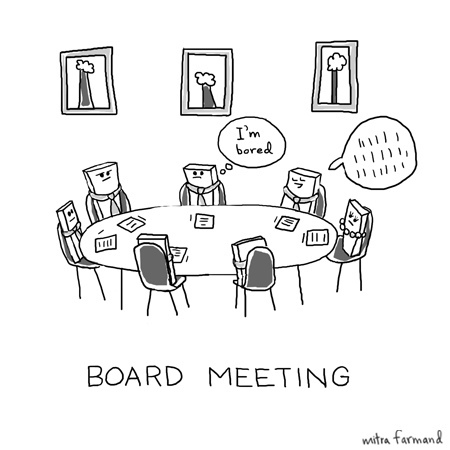 I'm
bored
BOARD MEETING
mitra farmand